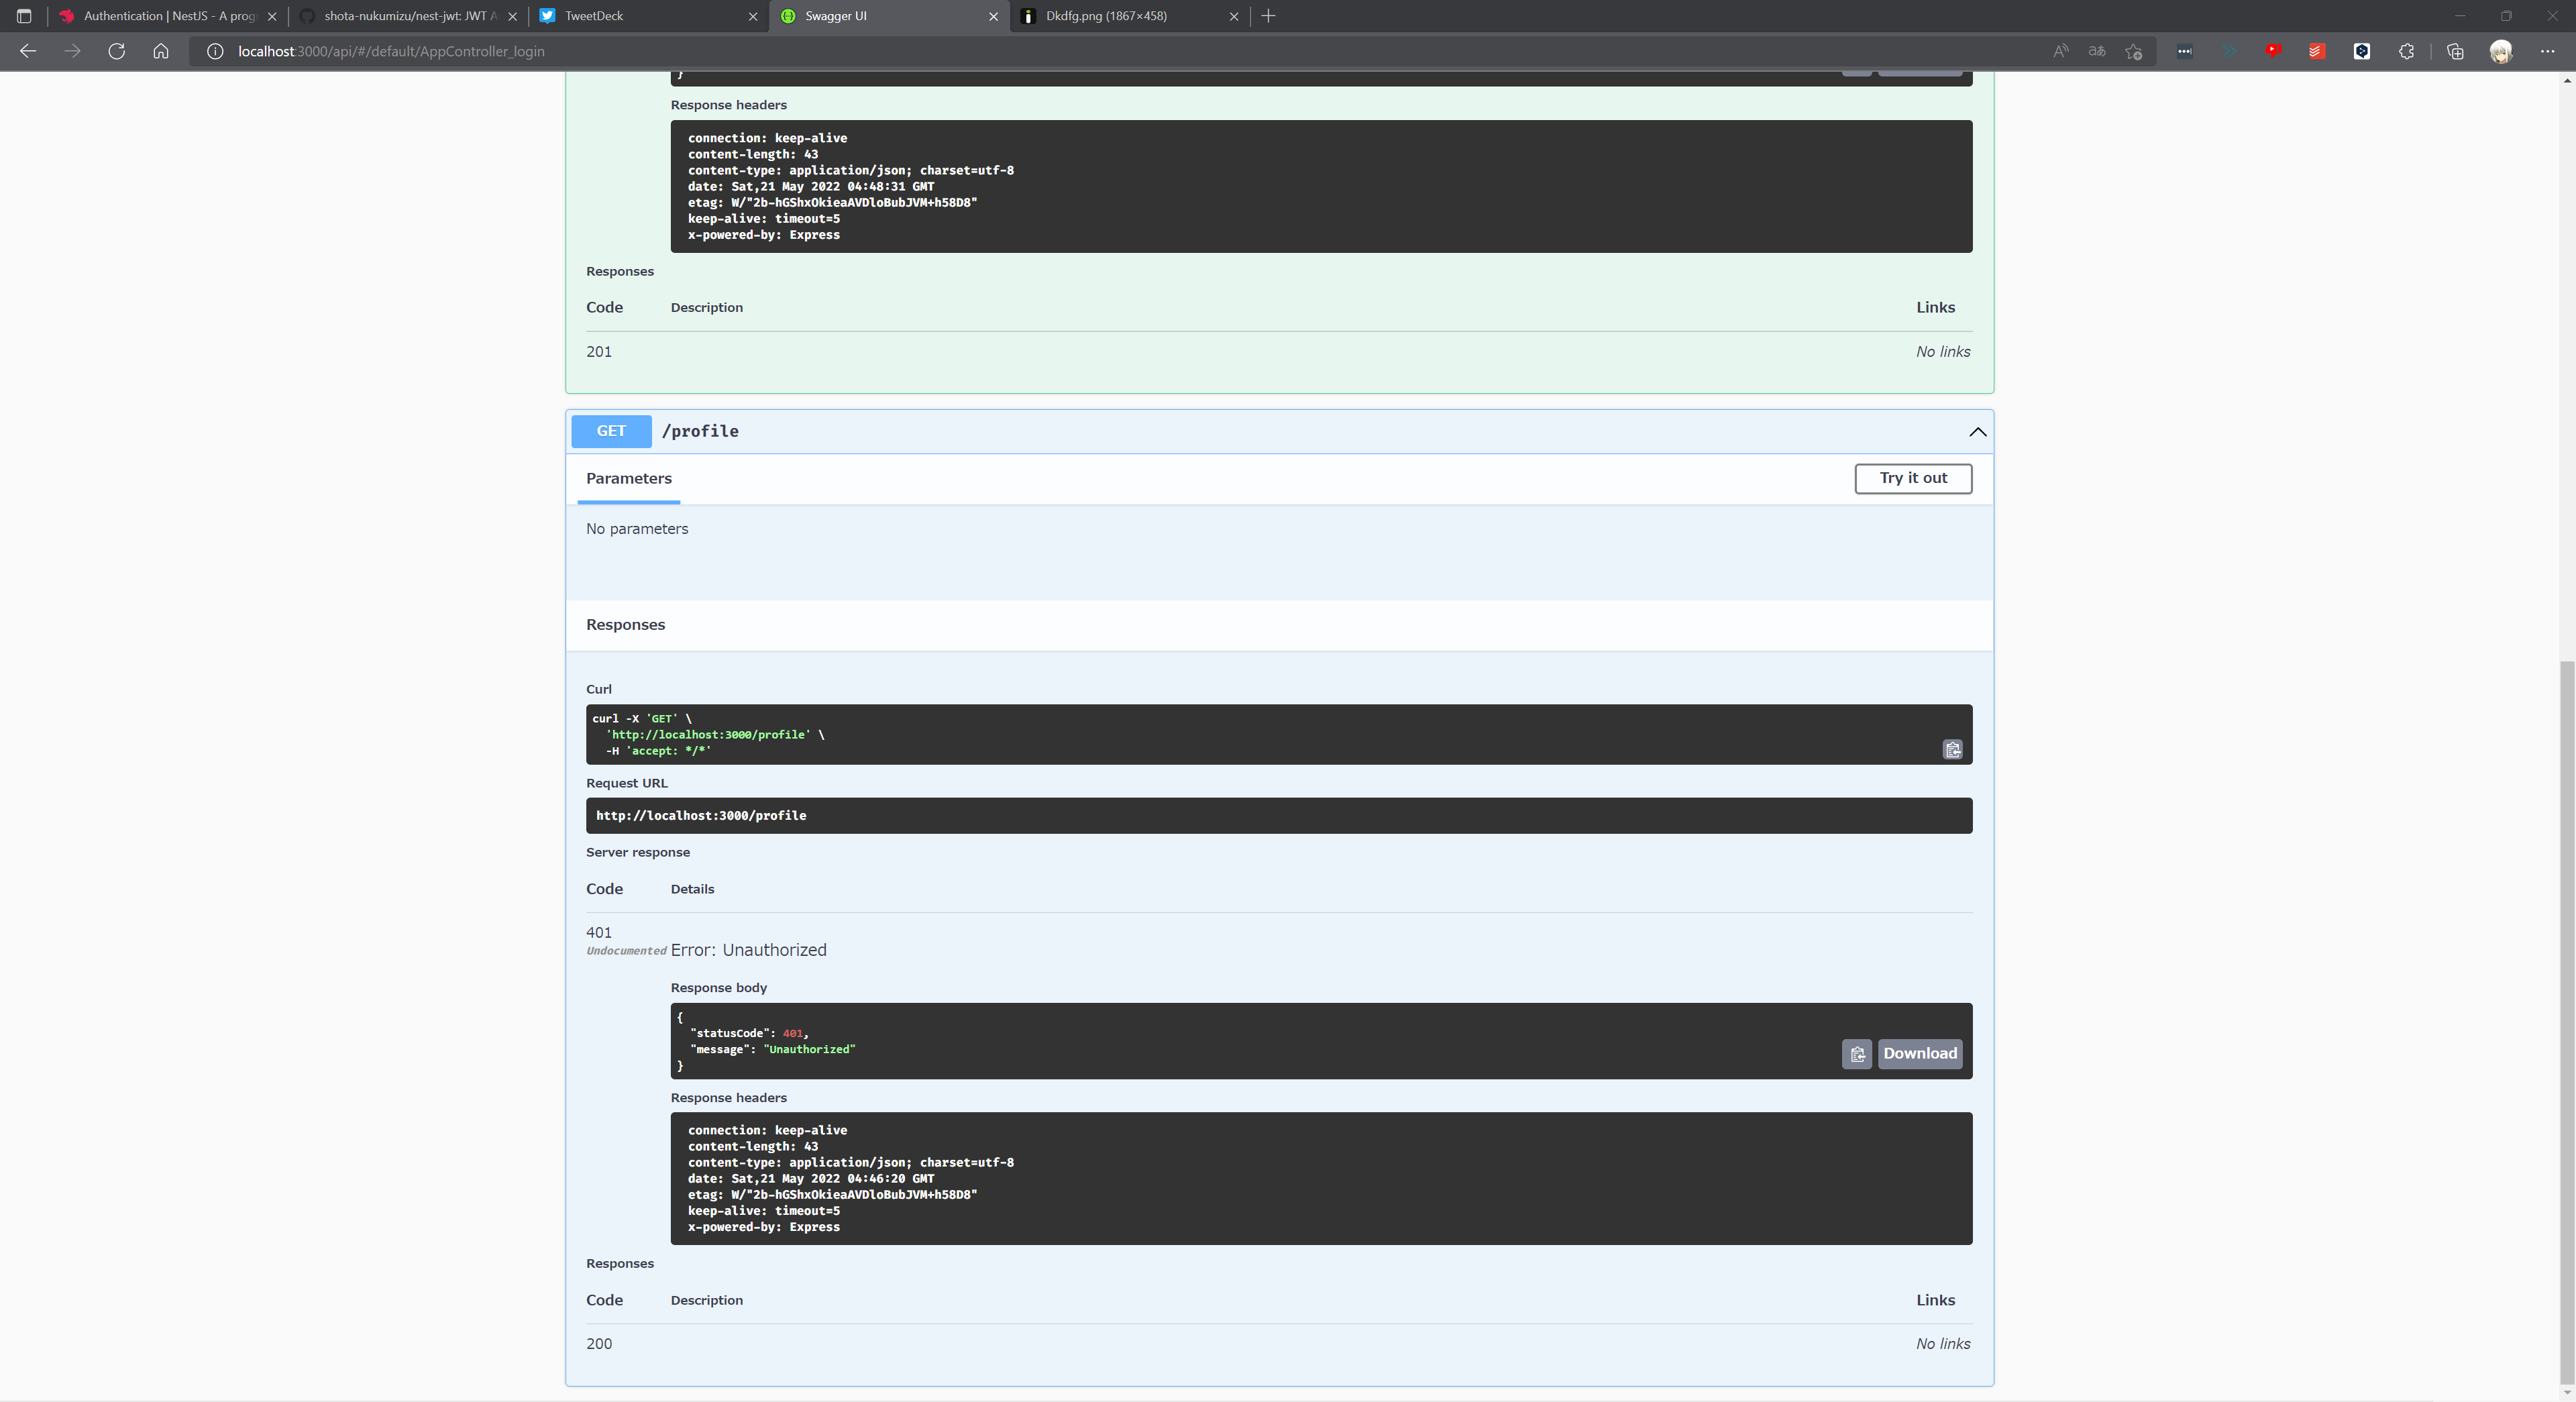 Authentication | NestJS - A prog
shota-nukumizu/nest-jwt: JWT A
TweetDeck
Swagger UI
Dkdfg.png (1867×458)
localhost:3000/api/#/default/AppController_login
}
Response headers
connection: keep-alive
content-length: 43
content-type: application/json; charset=utf-8
date: Sat,21 May 2022 04:48:31 GMT
etag: W/"2b-hGShxOkieaAVDloBubJVM+h58D8"
keep-alive: timeout=5
x-powered-by: Express
Responses
Code Description Links
201 No links
GET /profile
Parameters Try it out
No parameters
Responses
Curl
curl -X 'GET' \
'http://localhost:3000/profile' \
-H 'accept: */*'
Request URL
http://localhost:3000/profile
Server response
Code Details
401
Undocumented Error: Unauthorized
Response body
{
"statusCode": 401,
"message": "Unauthorized"
}
Download
Response headers
connection: keep-alive
content-length: 43
content-type: application/json; charset=utf-8
date: Sat,21 May 2022 04:46:20 GMT
etag: W/"2b-hGShxOkieaAVDloBubJVM+h58D8"
keep-alive: timeout=5
x-powered-by: Express
Responses
Code Description Links
200 No links